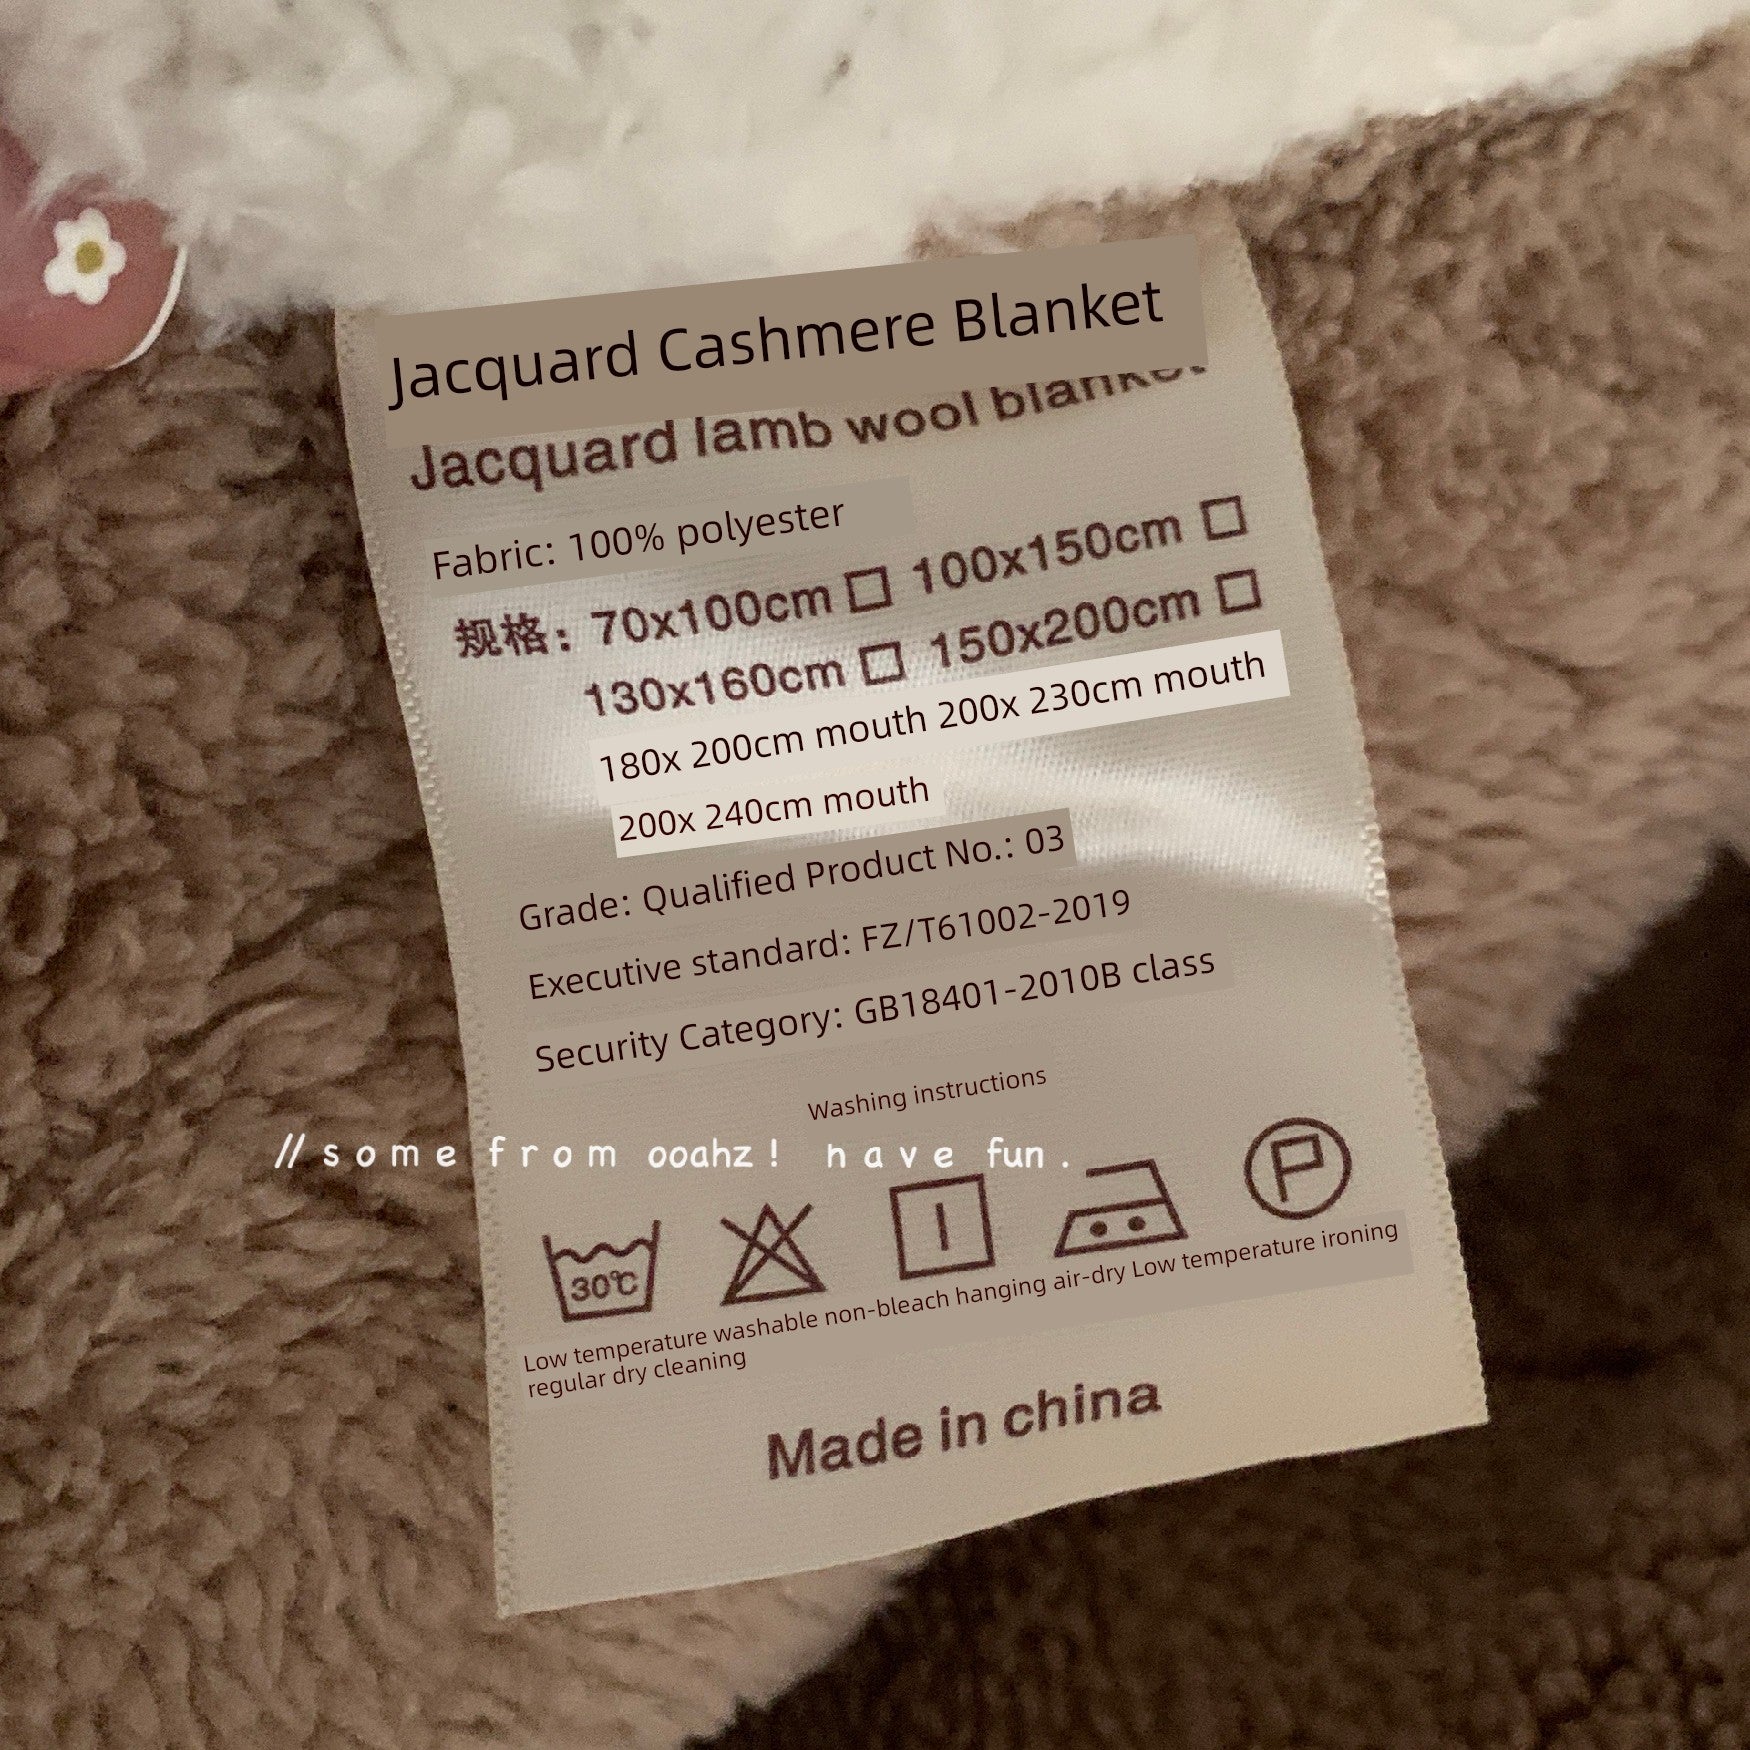 Jacquard Cashmere Blanket
Jacquard lamb wool blanket
Fabric: 100% polyester
规格: 70x100cm □ 100x150cm □
130x160cm □ 150x200cm □
180x 200cm mouth 200x 230cm mouth
200x 240cm mouth
Grade: Qualified Product No.: 03
Executive standard: FZ/T61002-2019
Security Category: GB18401-2010B class
Washing instructions
// some from ooahz! have fun.
30℃
P
Low temperature washable non-bleach hanging air-dry Low temperature ironing
regular dry cleaning
Made in china